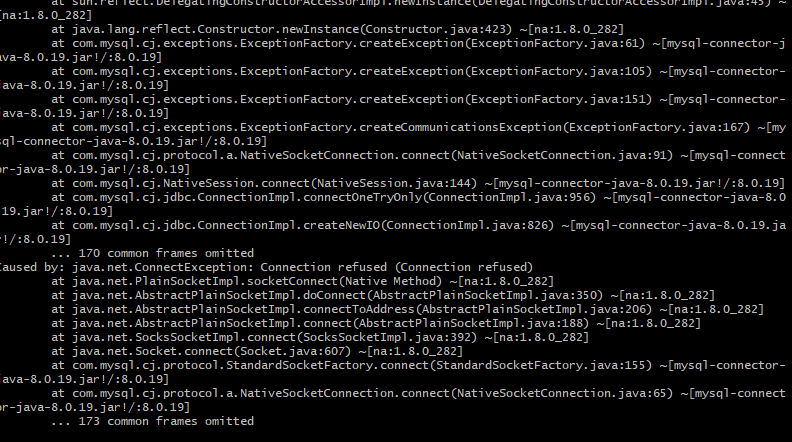 at sun.reflect.DelegatingConstructorAccessorImpl.newInstance(DelegatingConstructorAccessorImpl.java:45) ~
[na:1.8.0_282]
at java.lang.reflect.Constructor.newInstance(Constructor.java:423) ~[na:1.8.0_282]
at com.mysql.cj.exceptions.ExceptionFactory.createException(ExceptionFactory.java:61) ~[mysql-connector-j
ava-8.0.19.jar!/:8.0.19]
at com.mysql.cj.exceptions.ExceptionFactory.createException(ExceptionFactory.java:105) ~[mysql-connector-
java-8.0.19.jar!/:8.0.19]
at com.mysql.cj.exceptions.ExceptionFactory.createException(ExceptionFactory.java:151) ~[mysql-connector-
java-8.0.19.jar!/:8.0.19]
at com.mysql.cj.exceptions.ExceptionFactory.createCommunicationsException(ExceptionFactory.java:167) ~[my
sql-connector-java-8.0.19.jar!/:8.0.19]
at com.mysql.cj.protocol.a.NativeSocketConnection.connect(NativeSocketConnection.java:91) ~[mysql-connect
or-java-8.0.19.jar!/:8.0.19]
at com.mysql.cj.NativeSession.connect(NativeSession.java:144) ~[mysql-connector-java-8.0.19.jar!/:8.0.19]
at com.mysql.cj.jdbc.ConnectionImpl.connectOneTryOnly(ConnectionImpl.java:956) ~[mysql-connector-java-8.0
.19.jar!/:8.0.19]
at com.mysql.cj.jdbc.ConnectionImpl.createNewIO(ConnectionImpl.java:826) ~[mysql-connector-java-8.0.19.ja
r!/:8.0.19]
... 170 common frames omitted
Caused by: java.net.ConnectException: Connection refused (Connection refused)
at java.net.PlainSocketImpl.socketConnect(Native Method) ~[na:1.8.0_282]
at java.net.AbstractPlainSocketImpl.doConnect(AbstractPlainSocketImpl.java:350) ~[na:1.8.0_282]
at java.net.AbstractPlainSocketImpl.connectToAddress(AbstractPlainSocketImpl.java:206) ~[na:1.8.0_282]
at java.net.AbstractPlainSocketImpl.connect(AbstractPlainSocketImpl.java:188) ~[na:1.8.0_282]
at java.net.SocksSocketImpl.connect(SocksSocketImpl.java:392) ~[na:1.8.0_282]
at java.net.Socket.connect(Socket.java:607) ~[na:1.8.0_282]
at com.mysql.cj.protocol.StandardSocketFactory.connect(StandardSocketFactory.java:155) ~[mysql-connector-
java-8.0.19.jar!/:8.0.19]
at com.mysql.cj.protocol.a.NativeSocketConnection.connect(NativeSocketConnection.java:65) ~[mysql-connect
or-java-8.0.19.jar!/:8.0.19]
... 173 common frames omitted